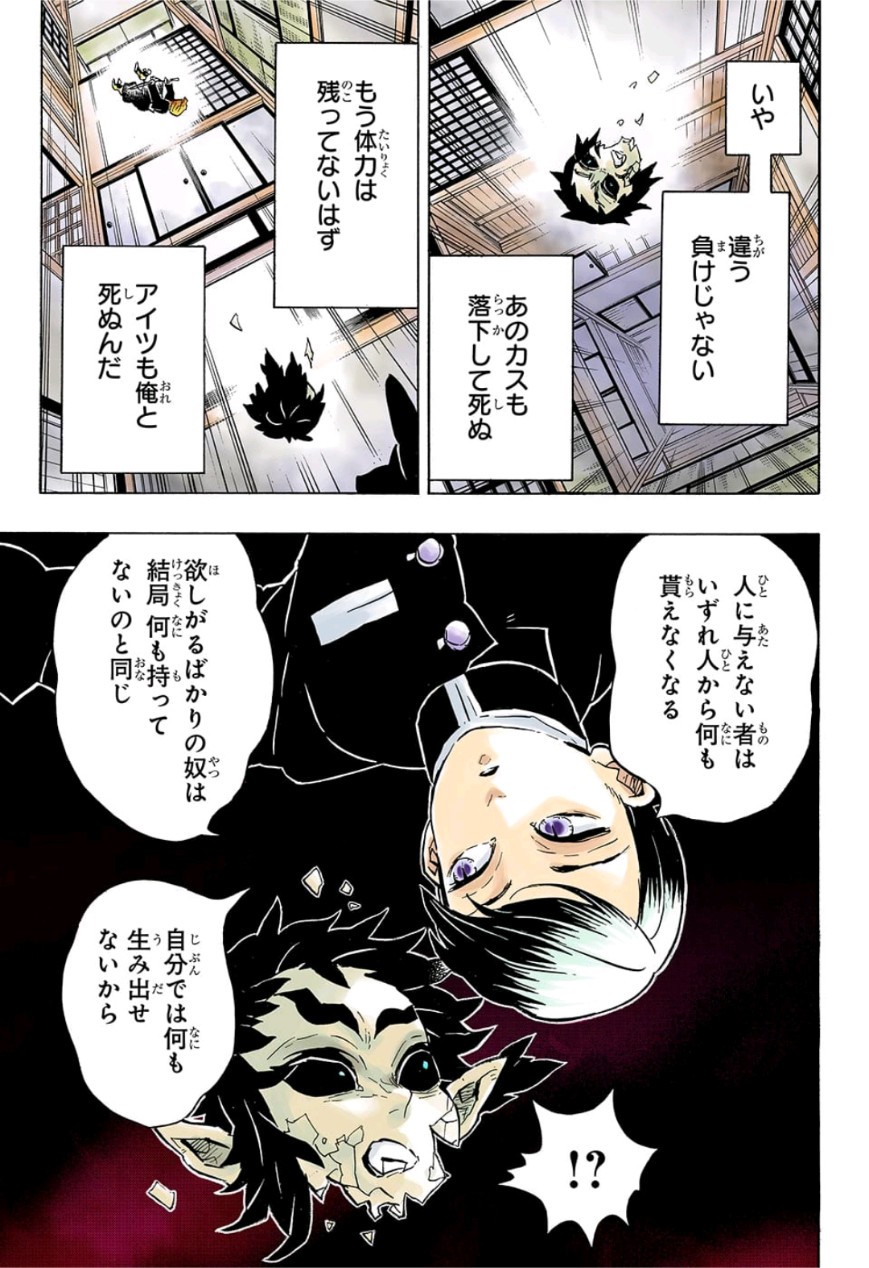 いや
違う
負けじゃない
あのカスも
落下して死ぬ
もう体力は
残ってないはず
アイツも俺と
死ぬんだ
人に与えない者は
いずれ人から何も
貰えなくなる
欲しがるばかりの奴は
結局 何も持って
ないのと同じ
自分では何も
生み出せ
ないから
!?